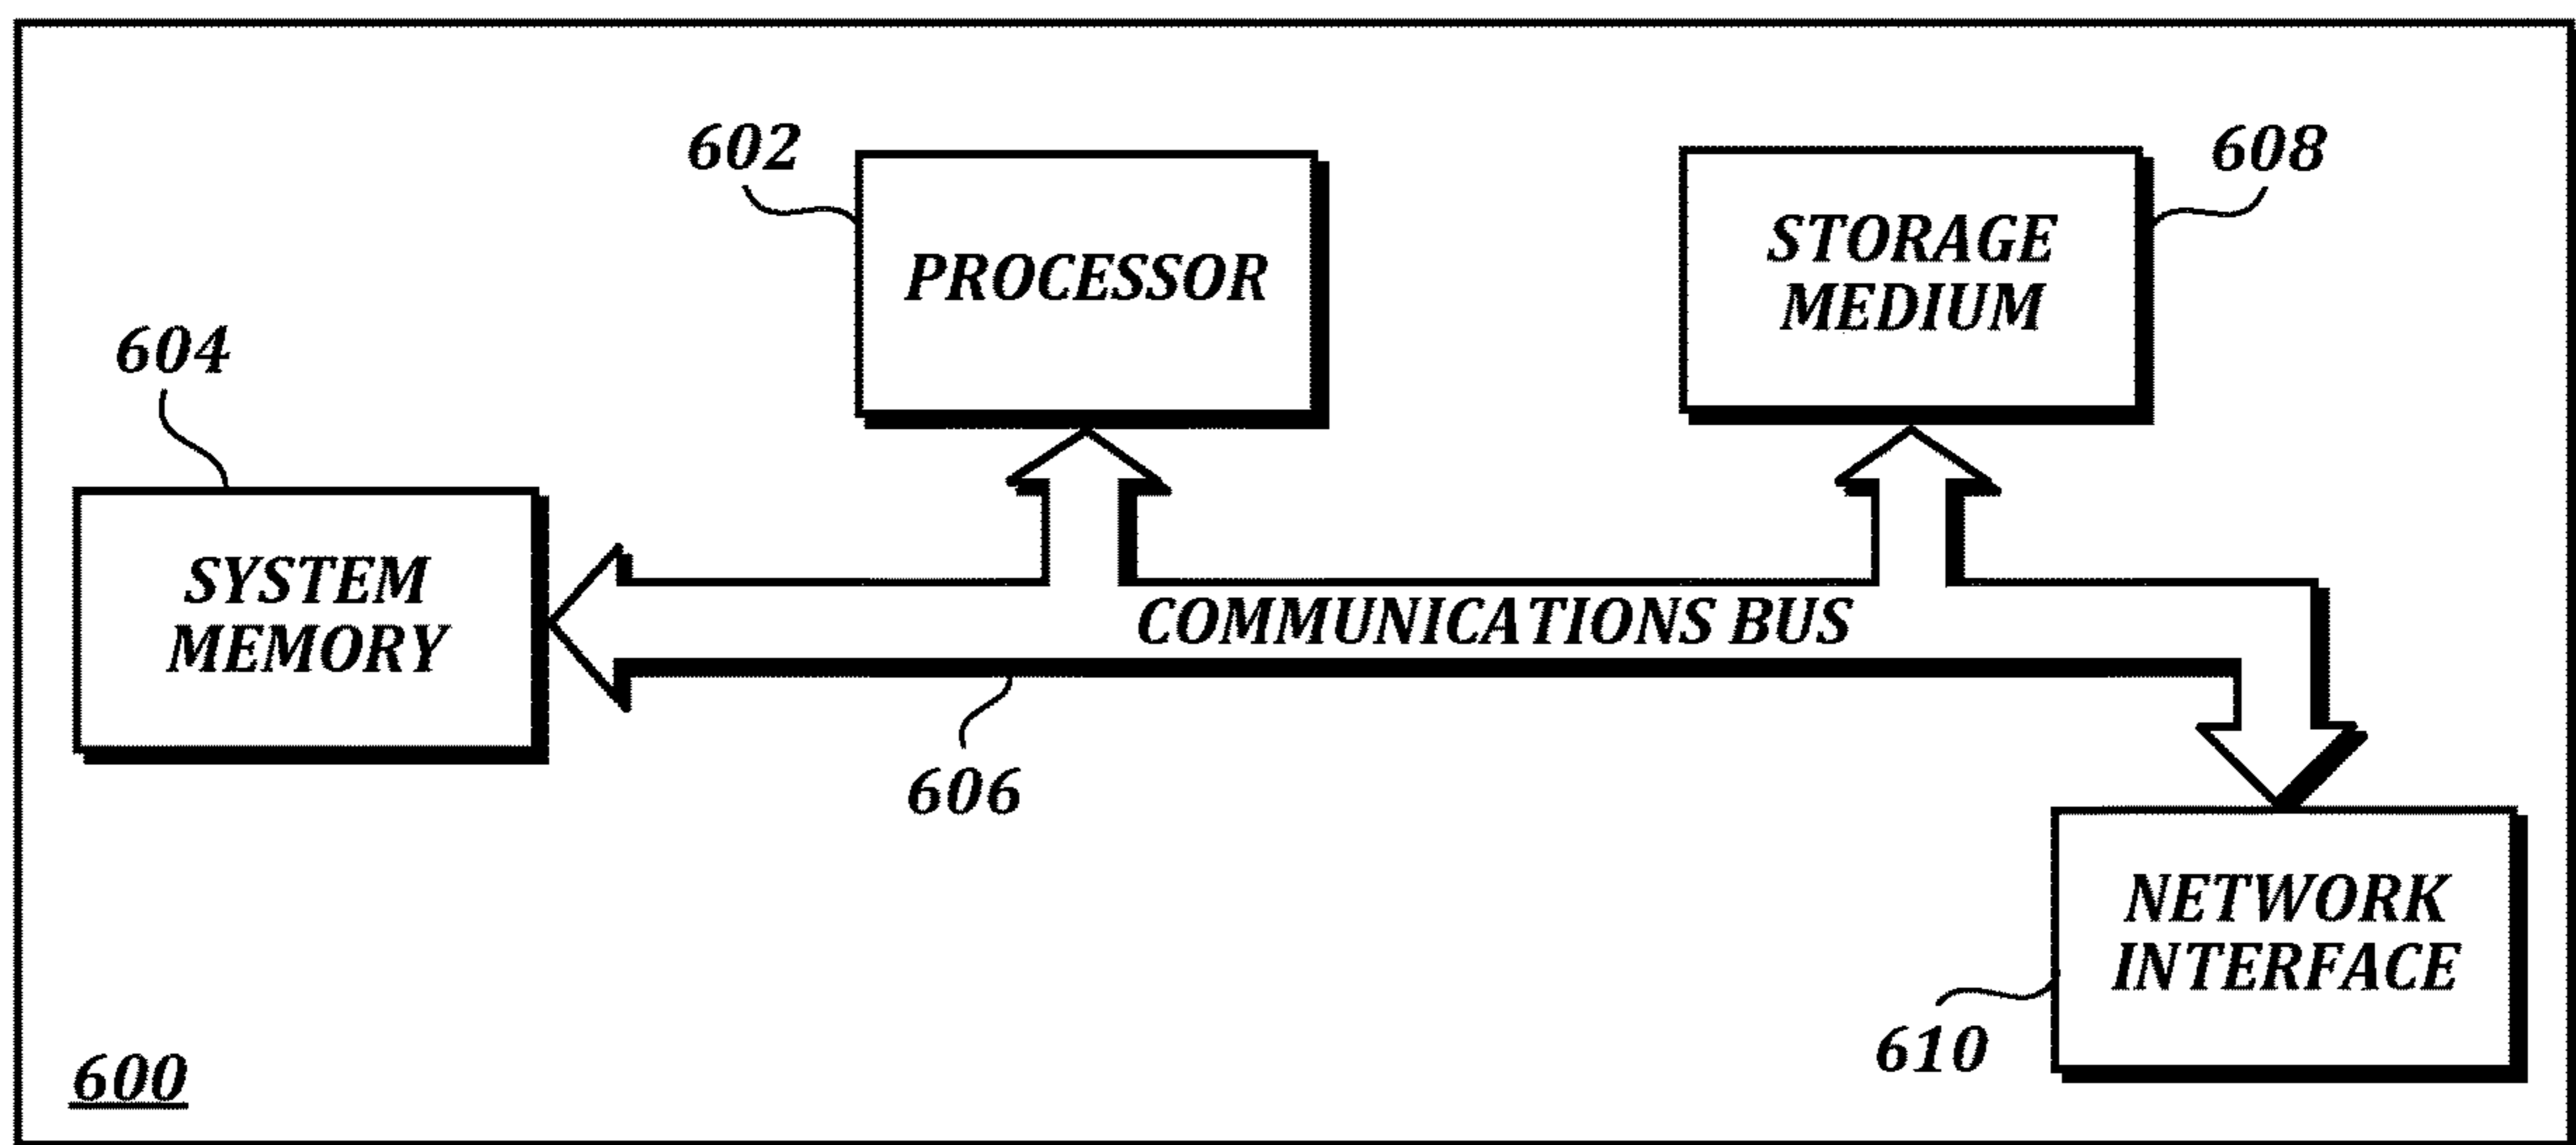 602
608
PROCESSOR
STORAGE
MEDIUM
604
SYSTEM
MEMORY
COMMUNICATIONS BUS
606
NETWORK
INTERFACE
610
600